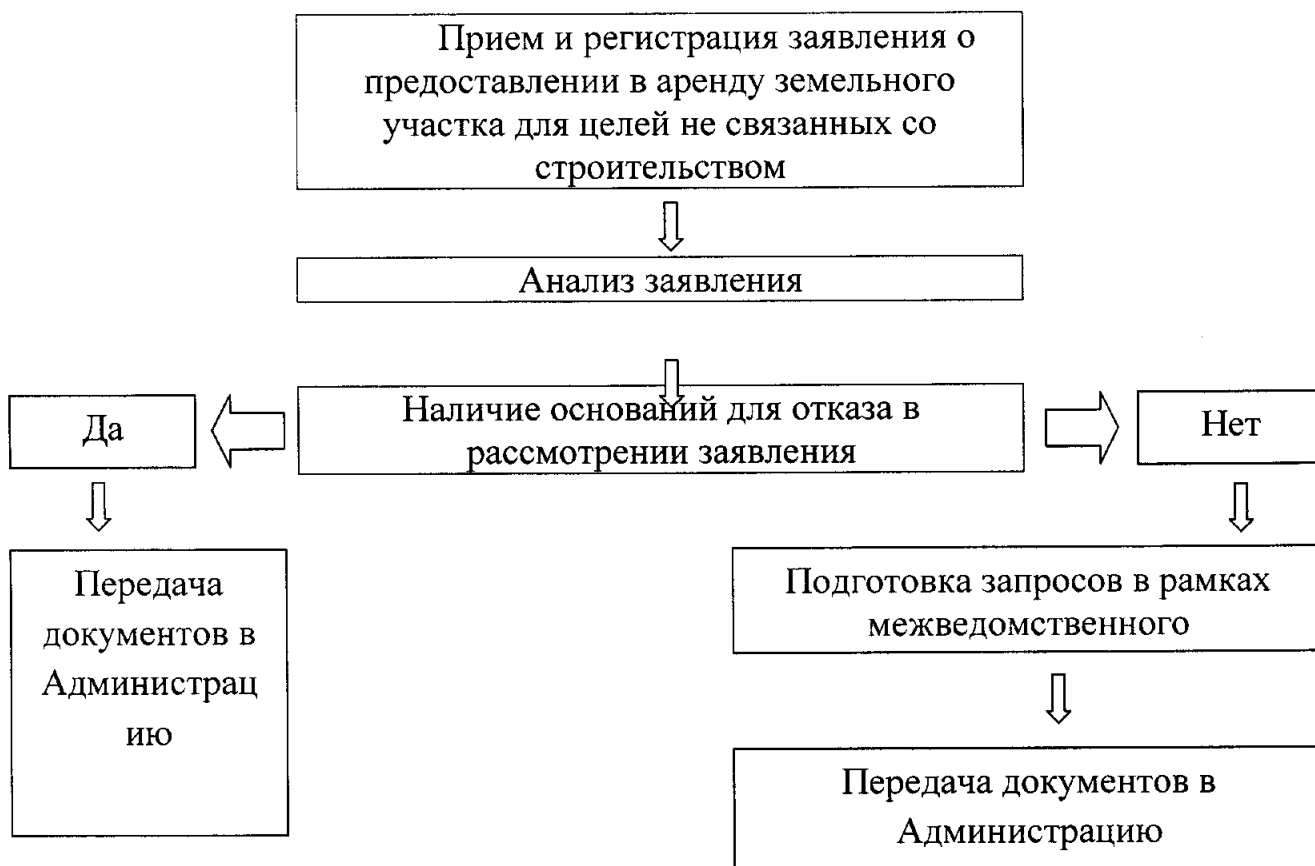 Прием и регистрация заявления о
предоставлении в аренду земельного
участка для целей не связанных со
строительством
Анализ заявления
Да
Наличие оснований для отказа в
рассмотрении заявления
Нет
Передача
документов в
Администрац
ию
Подготовка запросов в рамках
межведомственного
Передача документов в
Администрацию